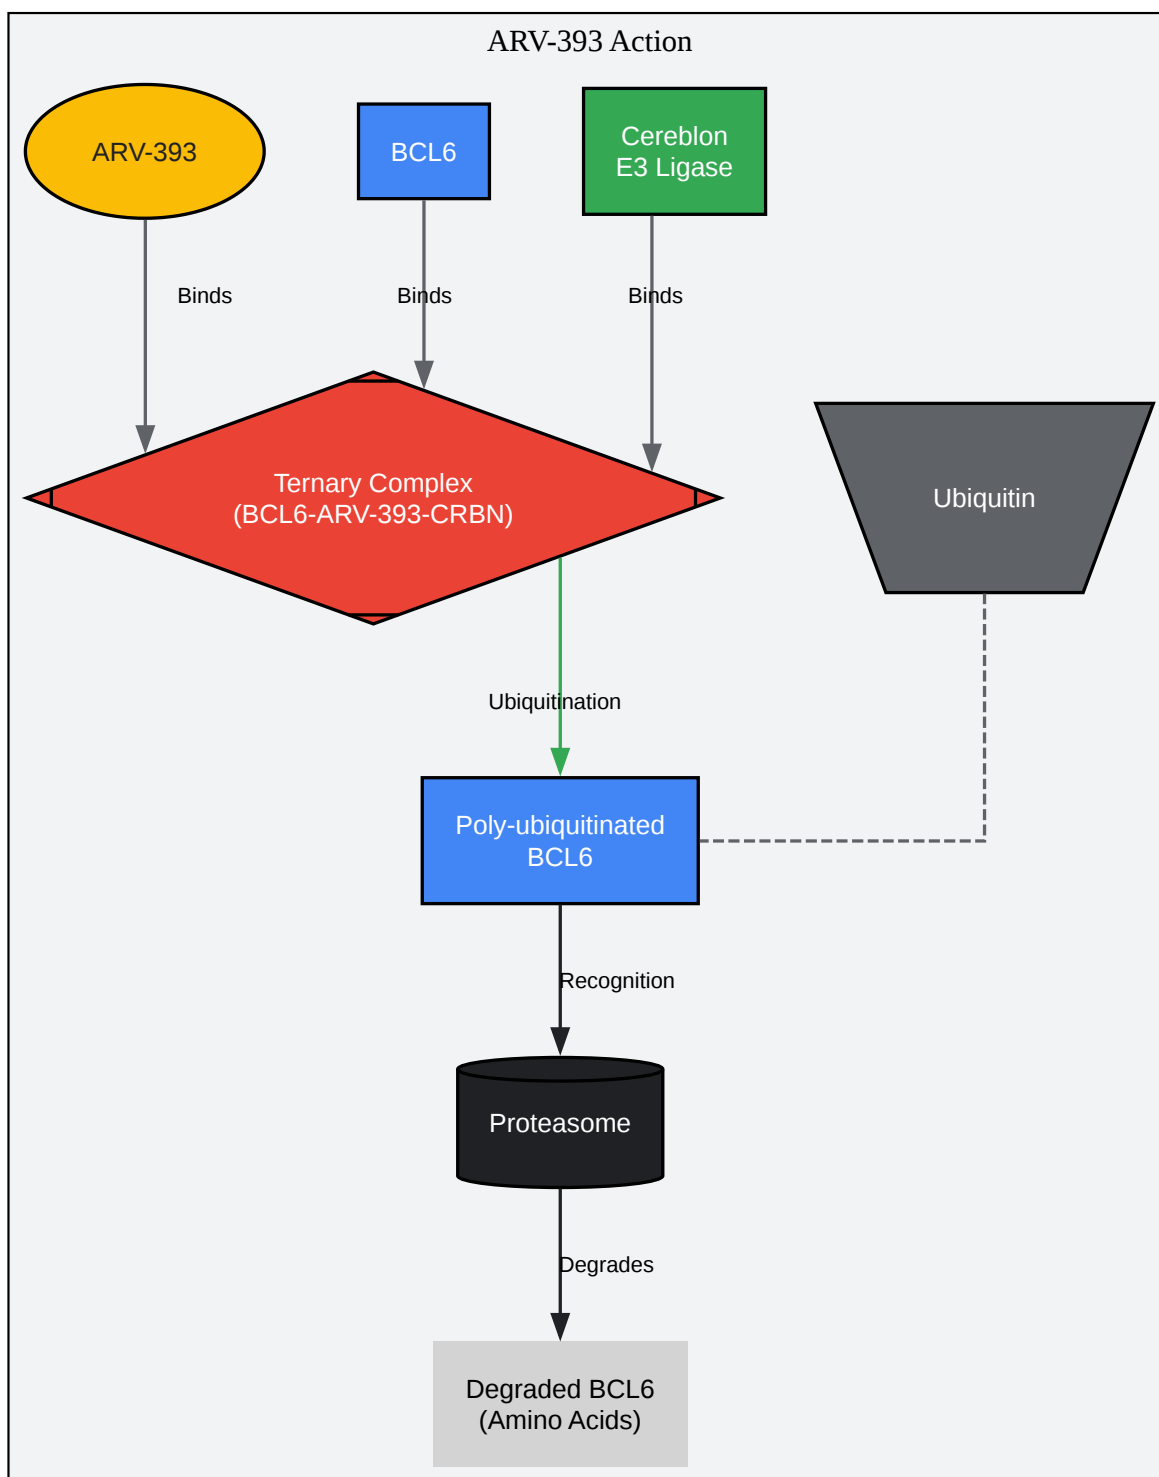 ARV-393 Action
ARV-393
BCL6
Cereblon
E3 Ligase
Binds
Binds
Binds
Ternary Complex
(BCL6-ARV-393-CRBN)
Ubiquitin
Ubiquitination
Poly-ubiquitinated
BCL6
Recognition
Proteasome
Degrades
Degraded BCL6
(Amino Acids)